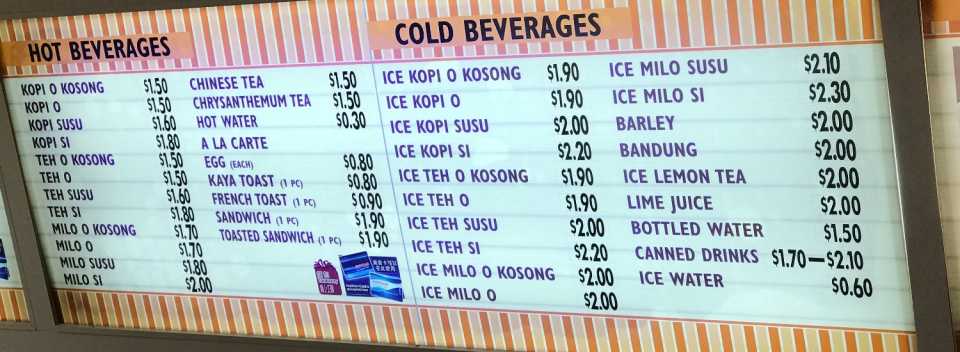 HOT BEVERAGES
KOPI O KOSONG $1.50
KOPI O $1.50
KOPI SUSU $1.60
KOPI SI $1.80
TEH O KOSONG $1.50
TEH O $1.50
TEH SUSU $1.60
TEH SI $1.80
MILO O KOSONG $1.70
MILO O $1.70
MILO SUSU $1.80
MILO SI $2.00
CHINESE TEA $1.50
CHRYSANTHEMUM TEA $1.50
HOT WATER $0.30
A LA CARTE
EGG (EACH) $0.80
KAYA TOAST (1 PC) $0.80
FRENCH TOAST (1 PC) $0.90
SANDWICH (1 PC) $1.90
TOASTED SANDWICH (1 PC) $1.90
COLD BEVERAGES
ICE KOPI O KOSONG $1.90
ICE KOPI O $1.90
ICE KOPI SUSU $2.00
ICE KOPI SI $2.20
ICE TEH O KOSONG $1.90
ICE TEH O $1.90
ICE TEH SUSU $2.00
ICE TEH SI $2.20
ICE MILO O KOSONG $2.00
ICE MILO O $2.00
ICE MILO SUSU $2.10
ICE MILO SI $2.30
BARLEY $2.00
BANDUNG $2.00
ICE LEMON TEA $2.00
LIME JUICE $2.00
BOTTLED WATER $1.50
CANNED DRINKS $1.70—$2.10
ICE WATER $0.60